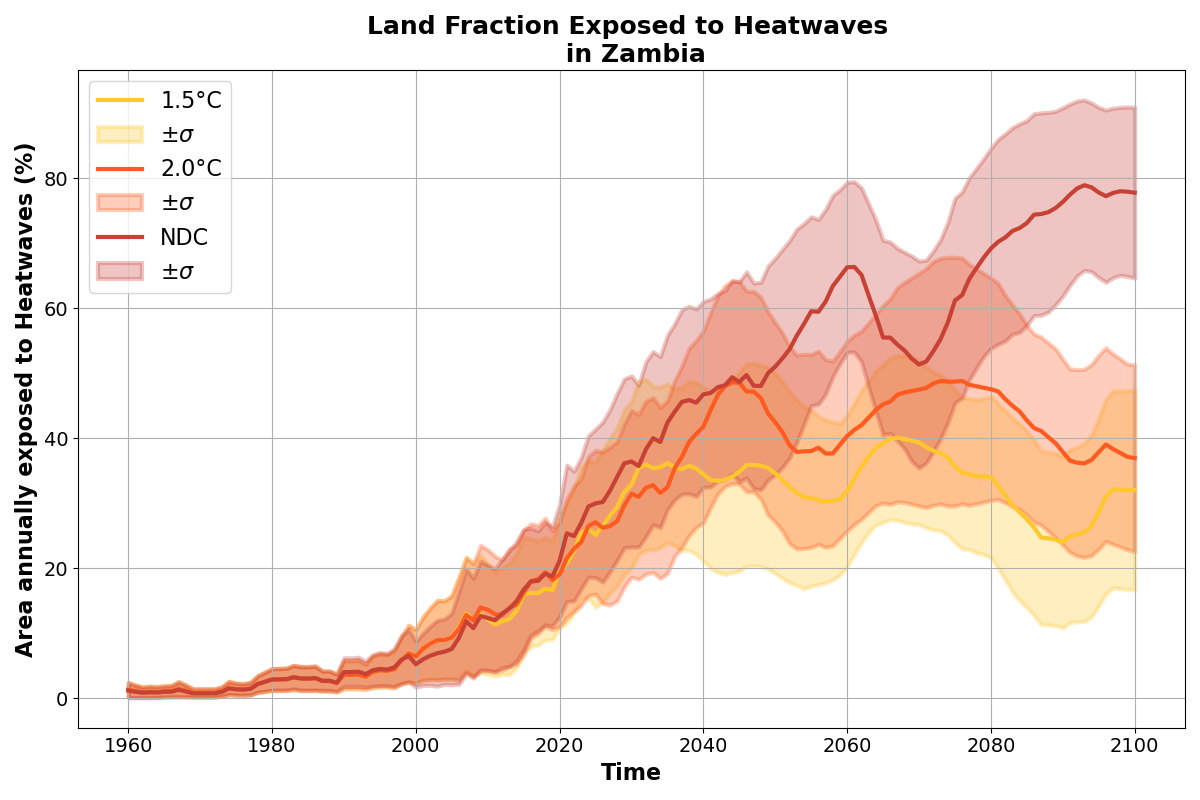 Land Fraction Exposed to Heatwaves
in Zambia
1.5°C
±σ
2.0°C
±σ
NDC
±σ
Area annually exposed to Heatwaves (%)
80
60
40
20
0
1960 1980 2000 2020 2040 2060 2080 2100
Time